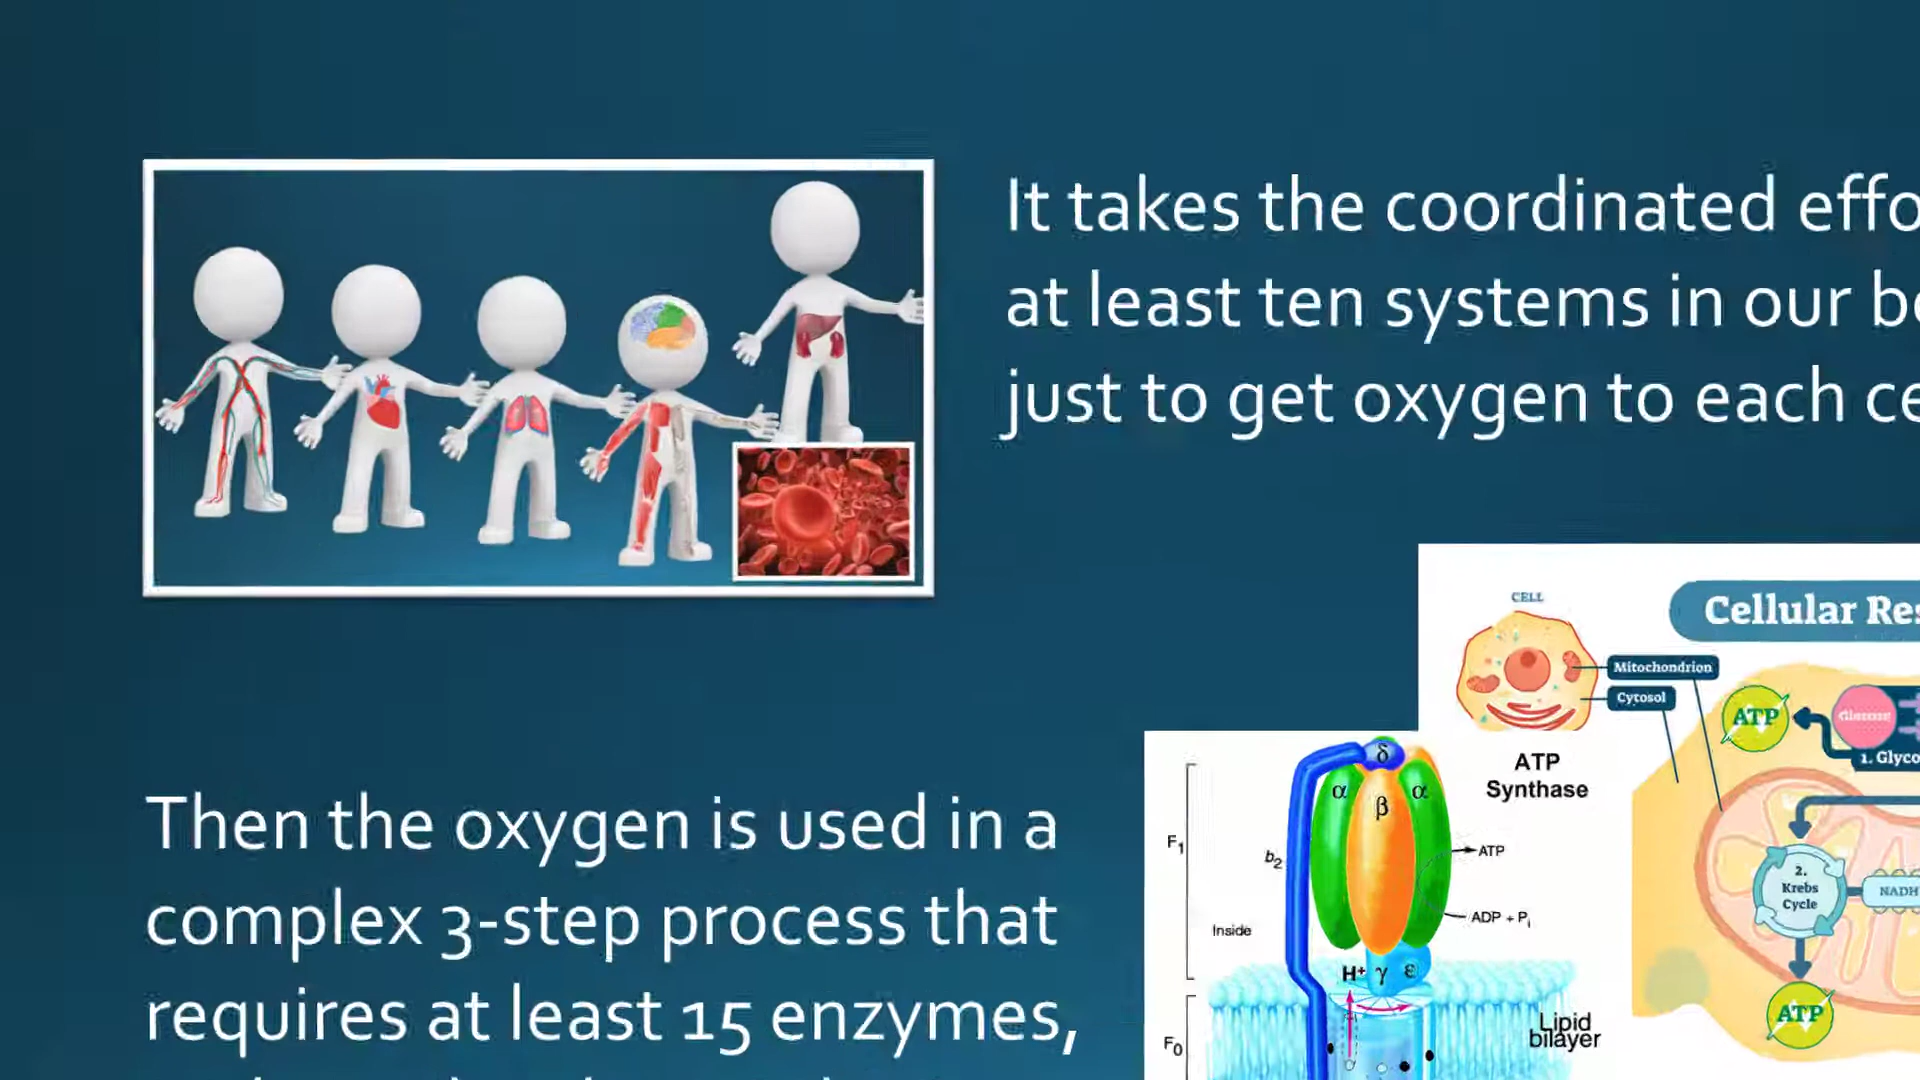 It takes the coordinated effo
at least ten systems in our b
just to get oxygen to each ce
CELL
Cellular Res
Mitochondrion
Cytosol
ATP
Glucose
1. Glyco
2.
Krebs
Cycle
NADH
ATP
Then the oxygen is used in a
complex 3-step process that
requires at least 15 enzymes,
ATP
Synthase
δ
α
β
α
F1
b2
ATP
ADP + Pi
Inside
H+
γ
ε
Lipid
bilayer
F0